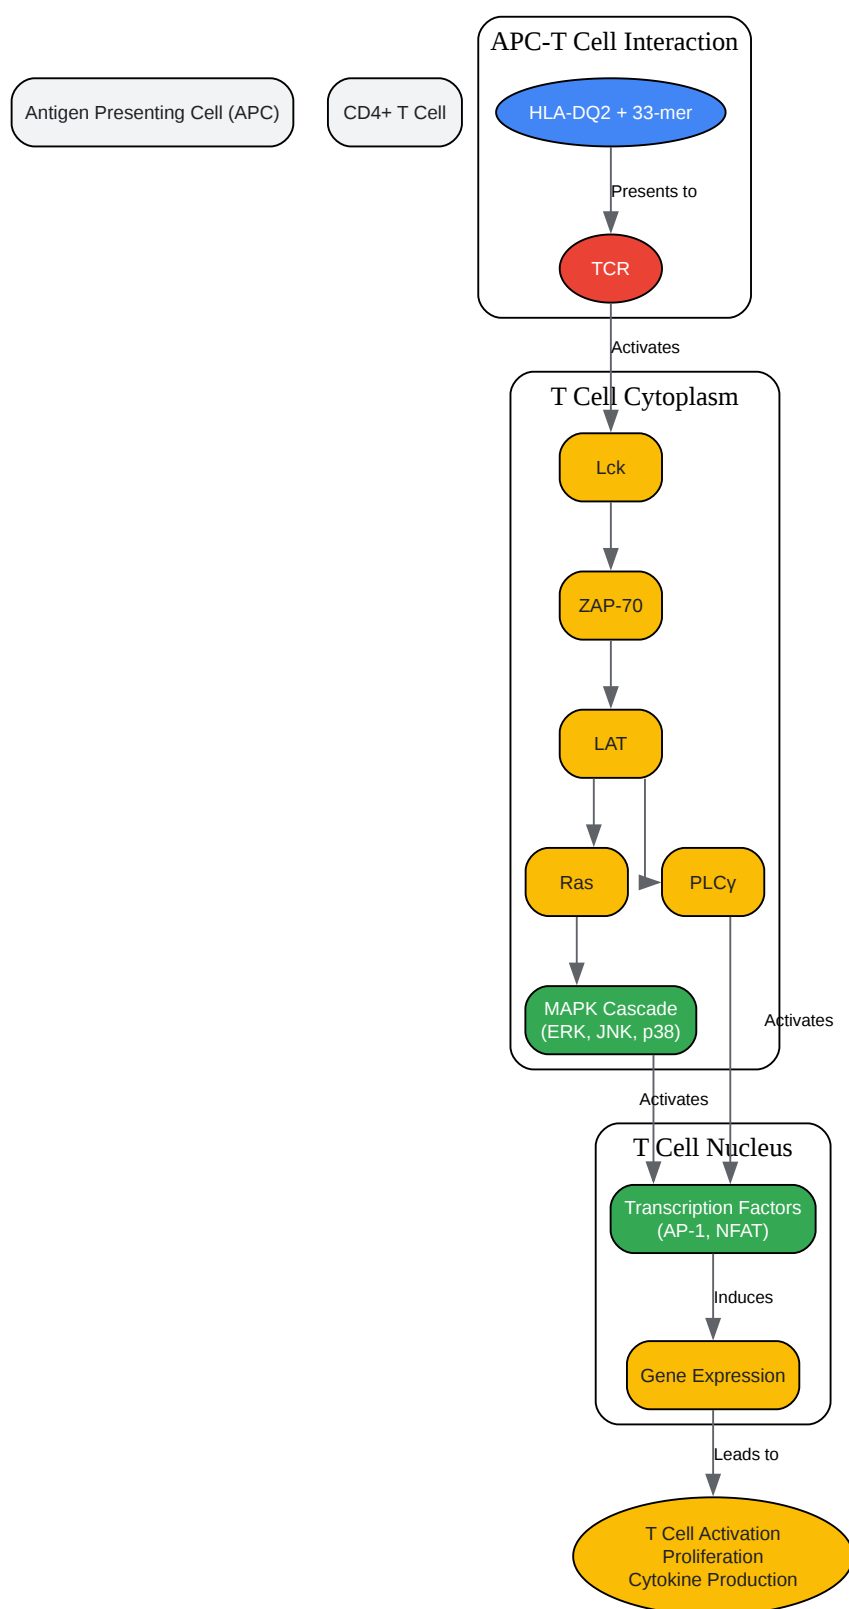 APC-T Cell Interaction
Antigen Presenting Cell (APC)
CD4+ T Cell
HLA-DQ2 + 33-mer
Presents to
TCR
Activates
T Cell Cytoplasm
Lck
ZAP-70
LAT
Ras
PLCγ
MAPK Cascade
(ERK, JNK, p38)
Activates
Activates
T Cell Nucleus
Transcription Factors
(AP-1, NFAT)
Induces
Gene Expression
Leads to
T Cell Activation
Proliferation
Cytokine Production